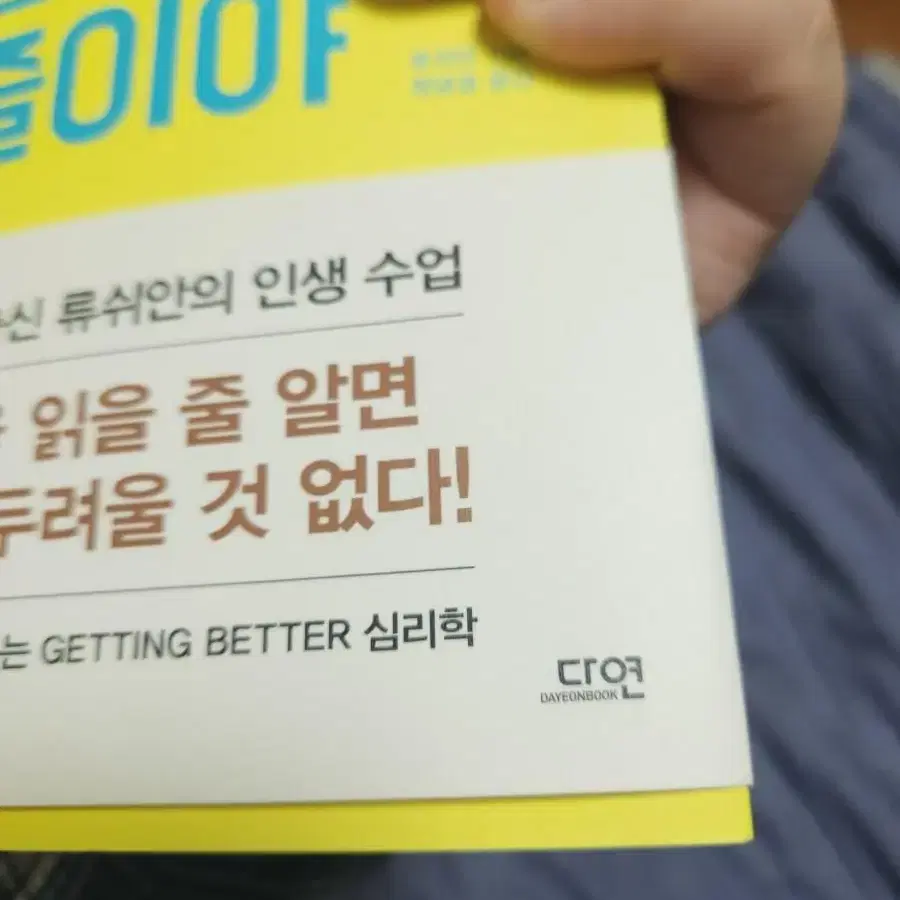 이야
신 류쉬안의 인생 수업
읽을 줄 알면
두려울 것 없다!
는 GETTING BETTER 심리학
다연
DAYEONBOOK